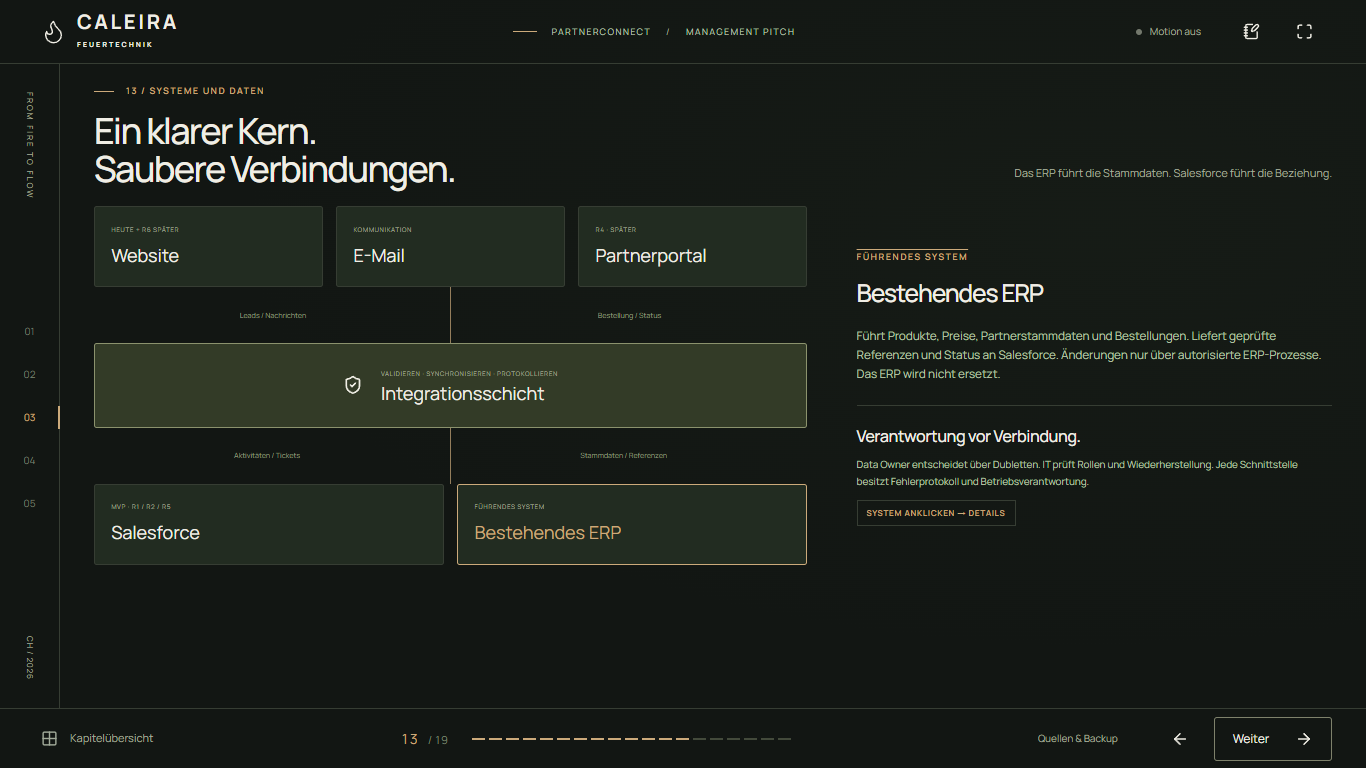 CALEIRA
FEUERTECHNIK
PARTNERCONNECT / MANAGEMENT PITCH
Motion aus
FROM FIRE TO FLOW
01
02
03
04
05
CH / 2026
13 / SYSTEME UND DATEN
Ein klarer Kern.
Saubere Verbindungen.
Das ERP führt die Stammdaten. Salesforce führt die Beziehung.
HEUTE + R6 SPÄTER
Website
KOMMUNIKATION
E-Mail
R4 · SPÄTER
Partnerportal
Leads / Nachrichten
Bestellung / Status
VALIDIEREN · SYNCHRONISIEREN · PROTOKOLLIEREN
Integrationsschicht
Aktivitäten / Tickets
Stammdaten / Referenzen
MVP · R1 / R2 / R5
Salesforce
FÜHRENDES SYSTEM
Bestehendes ERP
FÜHRENDES SYSTEM
Bestehendes ERP
Führt Produkte, Preise, Partnerstammdaten und Bestellungen. Liefert geprüfte
Referenzen und Status an Salesforce. Änderungen nur über autorisierte ERP-Prozesse.
Das ERP wird nicht ersetzt.
Verantwortung vor Verbindung.
Data Owner entscheidet über Dubletten. IT prüft Rollen und Wiederherstellung. Jede Schnittstelle
besitzt Fehlerprotokoll und Betriebsverantwortung.
SYSTEM ANKLICKEN → DETAILS
Kapitelübersicht
13 / 19
Quellen & Backup
Weiter